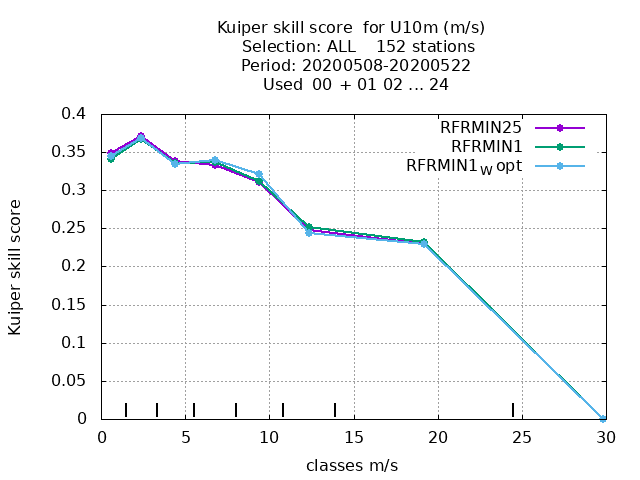 Kuiper skill score for U10m (m/s)
Selection: ALL 152 stations
Period: 20200508-20200522
Used 00 + 01 02 ... 24
0.4
0.35
0.3
0.25
0.2
0.15
0.1
0.05
0
Kuiper skill score
RFRMIN25
RFRMIN1
RFRMIN1W opt
0 5 10 15 20 25 30
classes m/s